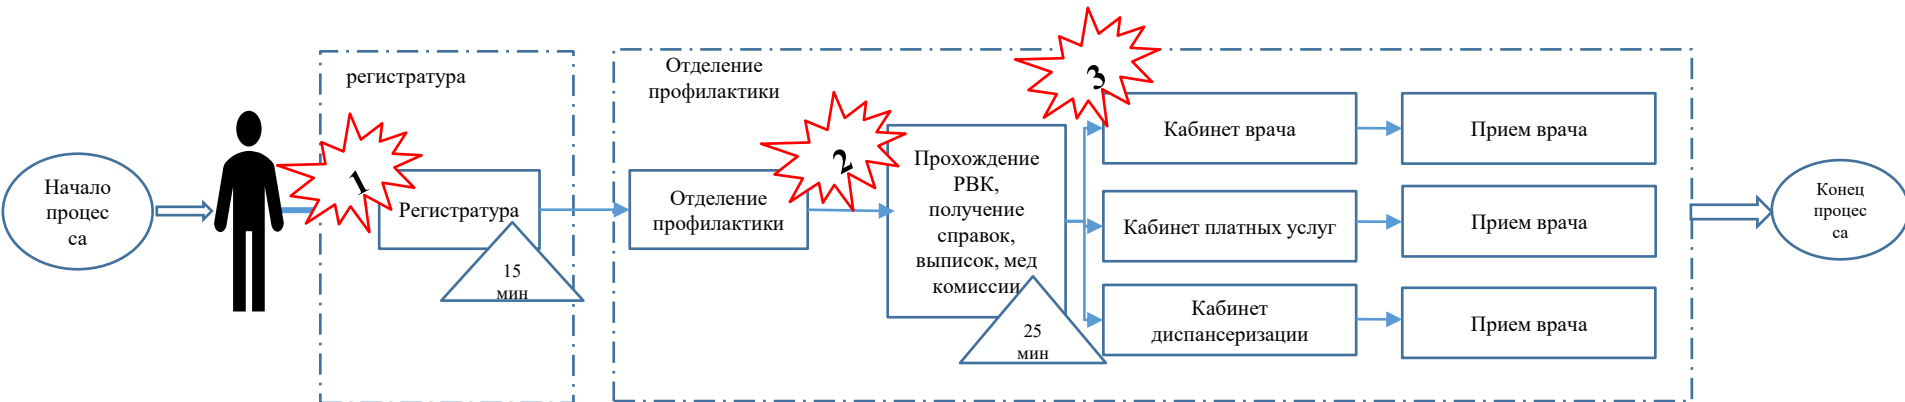 Начало
процес
са
регистратура
1
Регистратура
15
мин
Отделение
профилактики
Отделение
профилактики
2
Прохождение
РВК,
получение
справок,
выписок, мед
комиссии
25
мин
3
Кабинет врача
Прием врача
Кабинет платных услуг
Прием врача
Кабинет
диспансеризации
Прием врача
Конец
процес
са